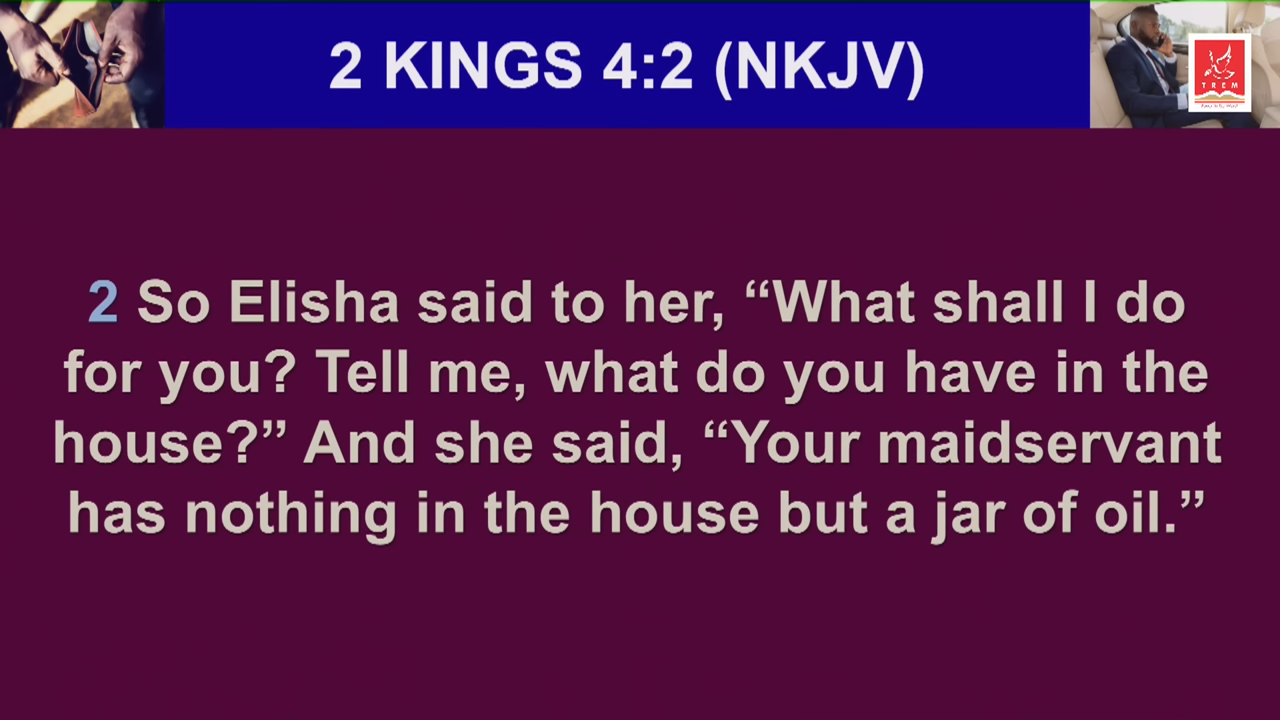 2 KINGS 4:2 (NKJV)
TREM
2 So Elisha said to her, “What shall I do
for you? Tell me, what do you have in the
house?” And she said, “Your maidservant
has nothing in the house but a jar of oil.”